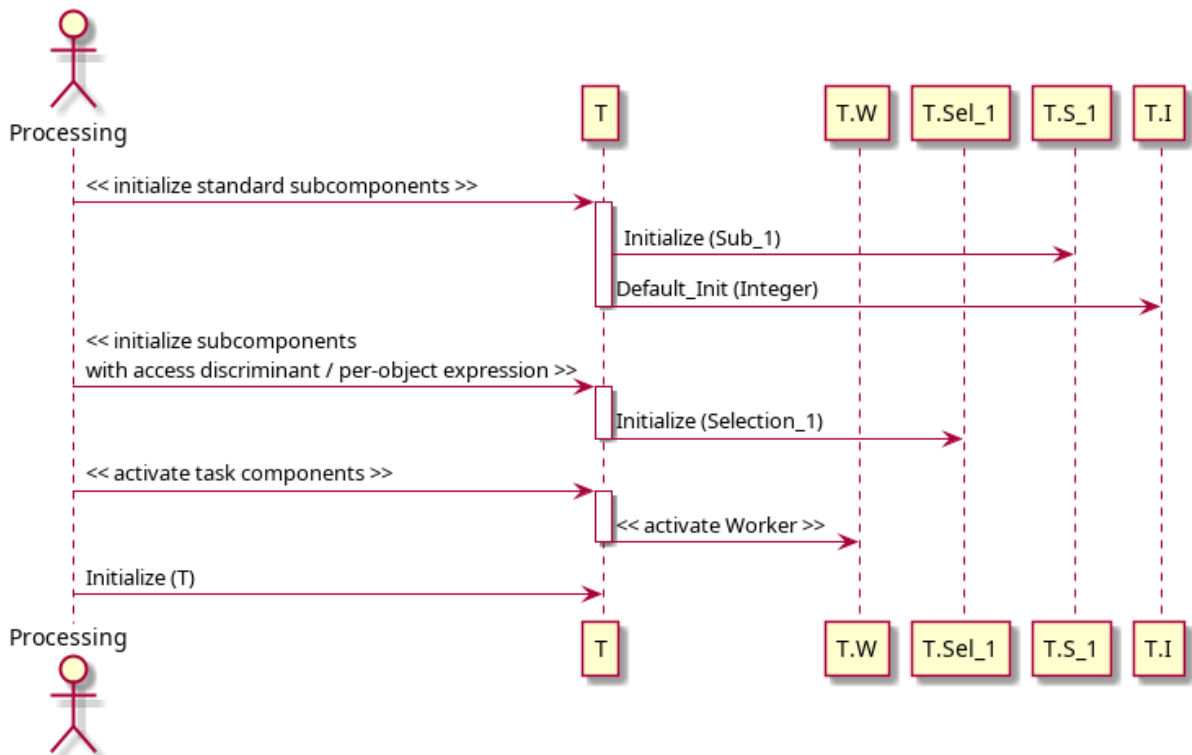 Processing
T
T.W
T.Sel_1
T.S_1
T.I
<< initialize standard subcomponents >>
Initialize (Sub_1)
Default_Init (Integer)
<< initialize subcomponents
with access discriminant / per-object expression >>
Initialize (Selection_1)
<< activate task components >>
<< activate Worker >>
Initialize (T)
Processing
T
T.W
T.Sel_1
T.S_1
T.I